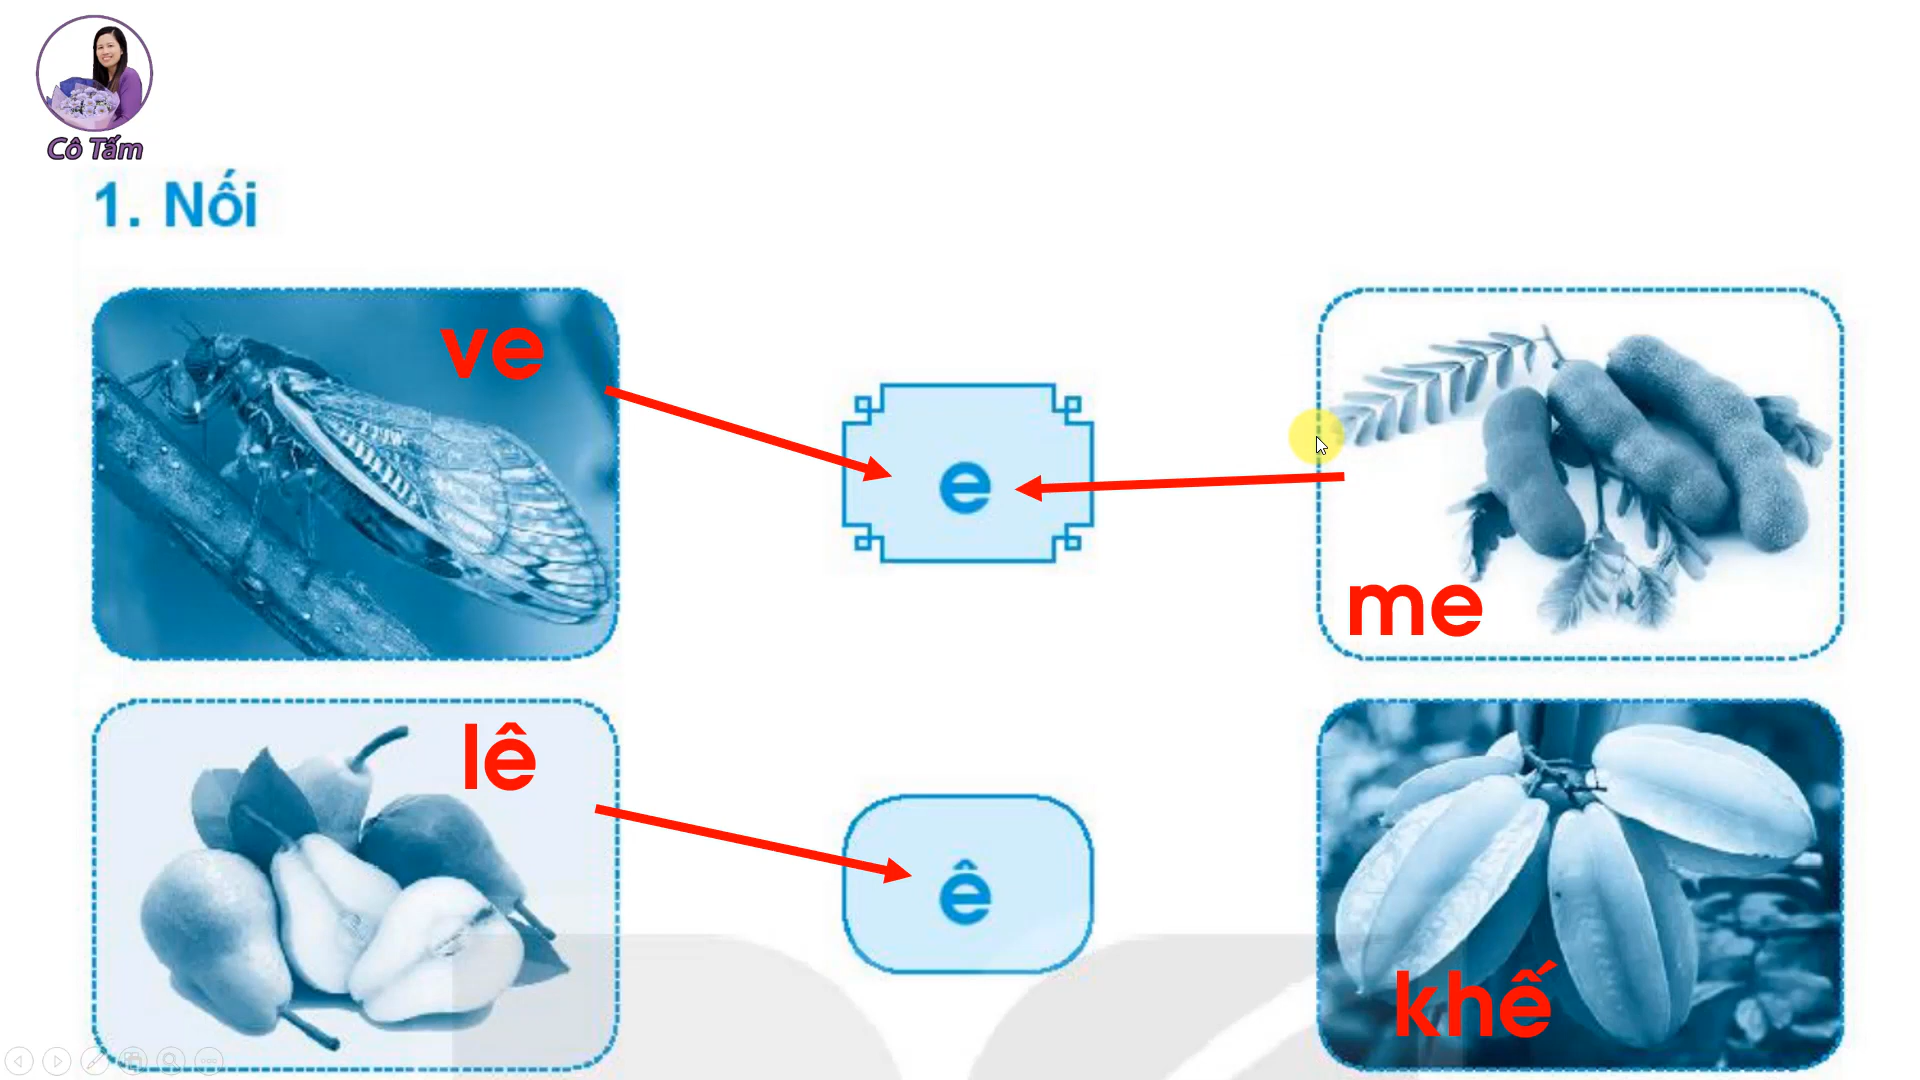 Cô Tấm
1. Nối
ve
e
me
lê
ê
khế